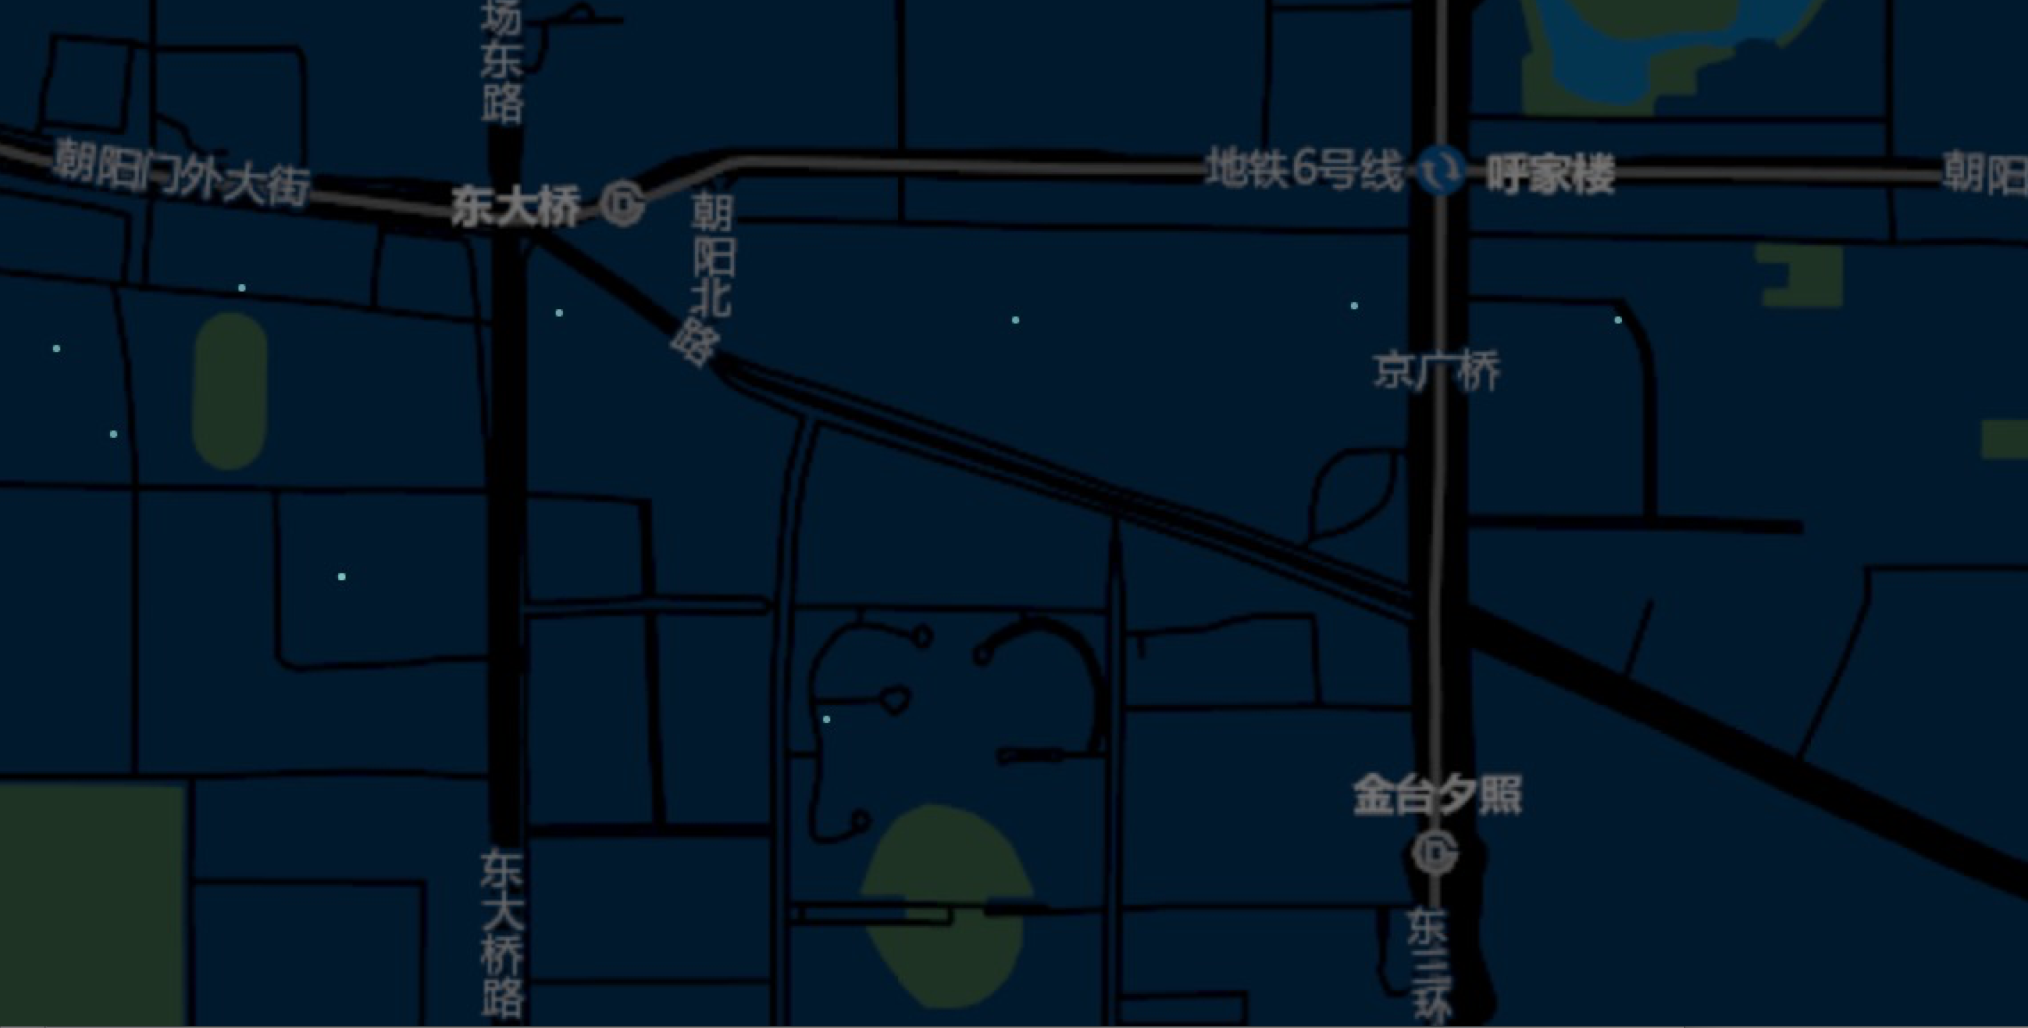 场东路
朝阳门外大街
东大桥
朝阳北路
地铁6号线
呼家楼
朝阳
京广桥
金台夕照
东大桥路
东三环